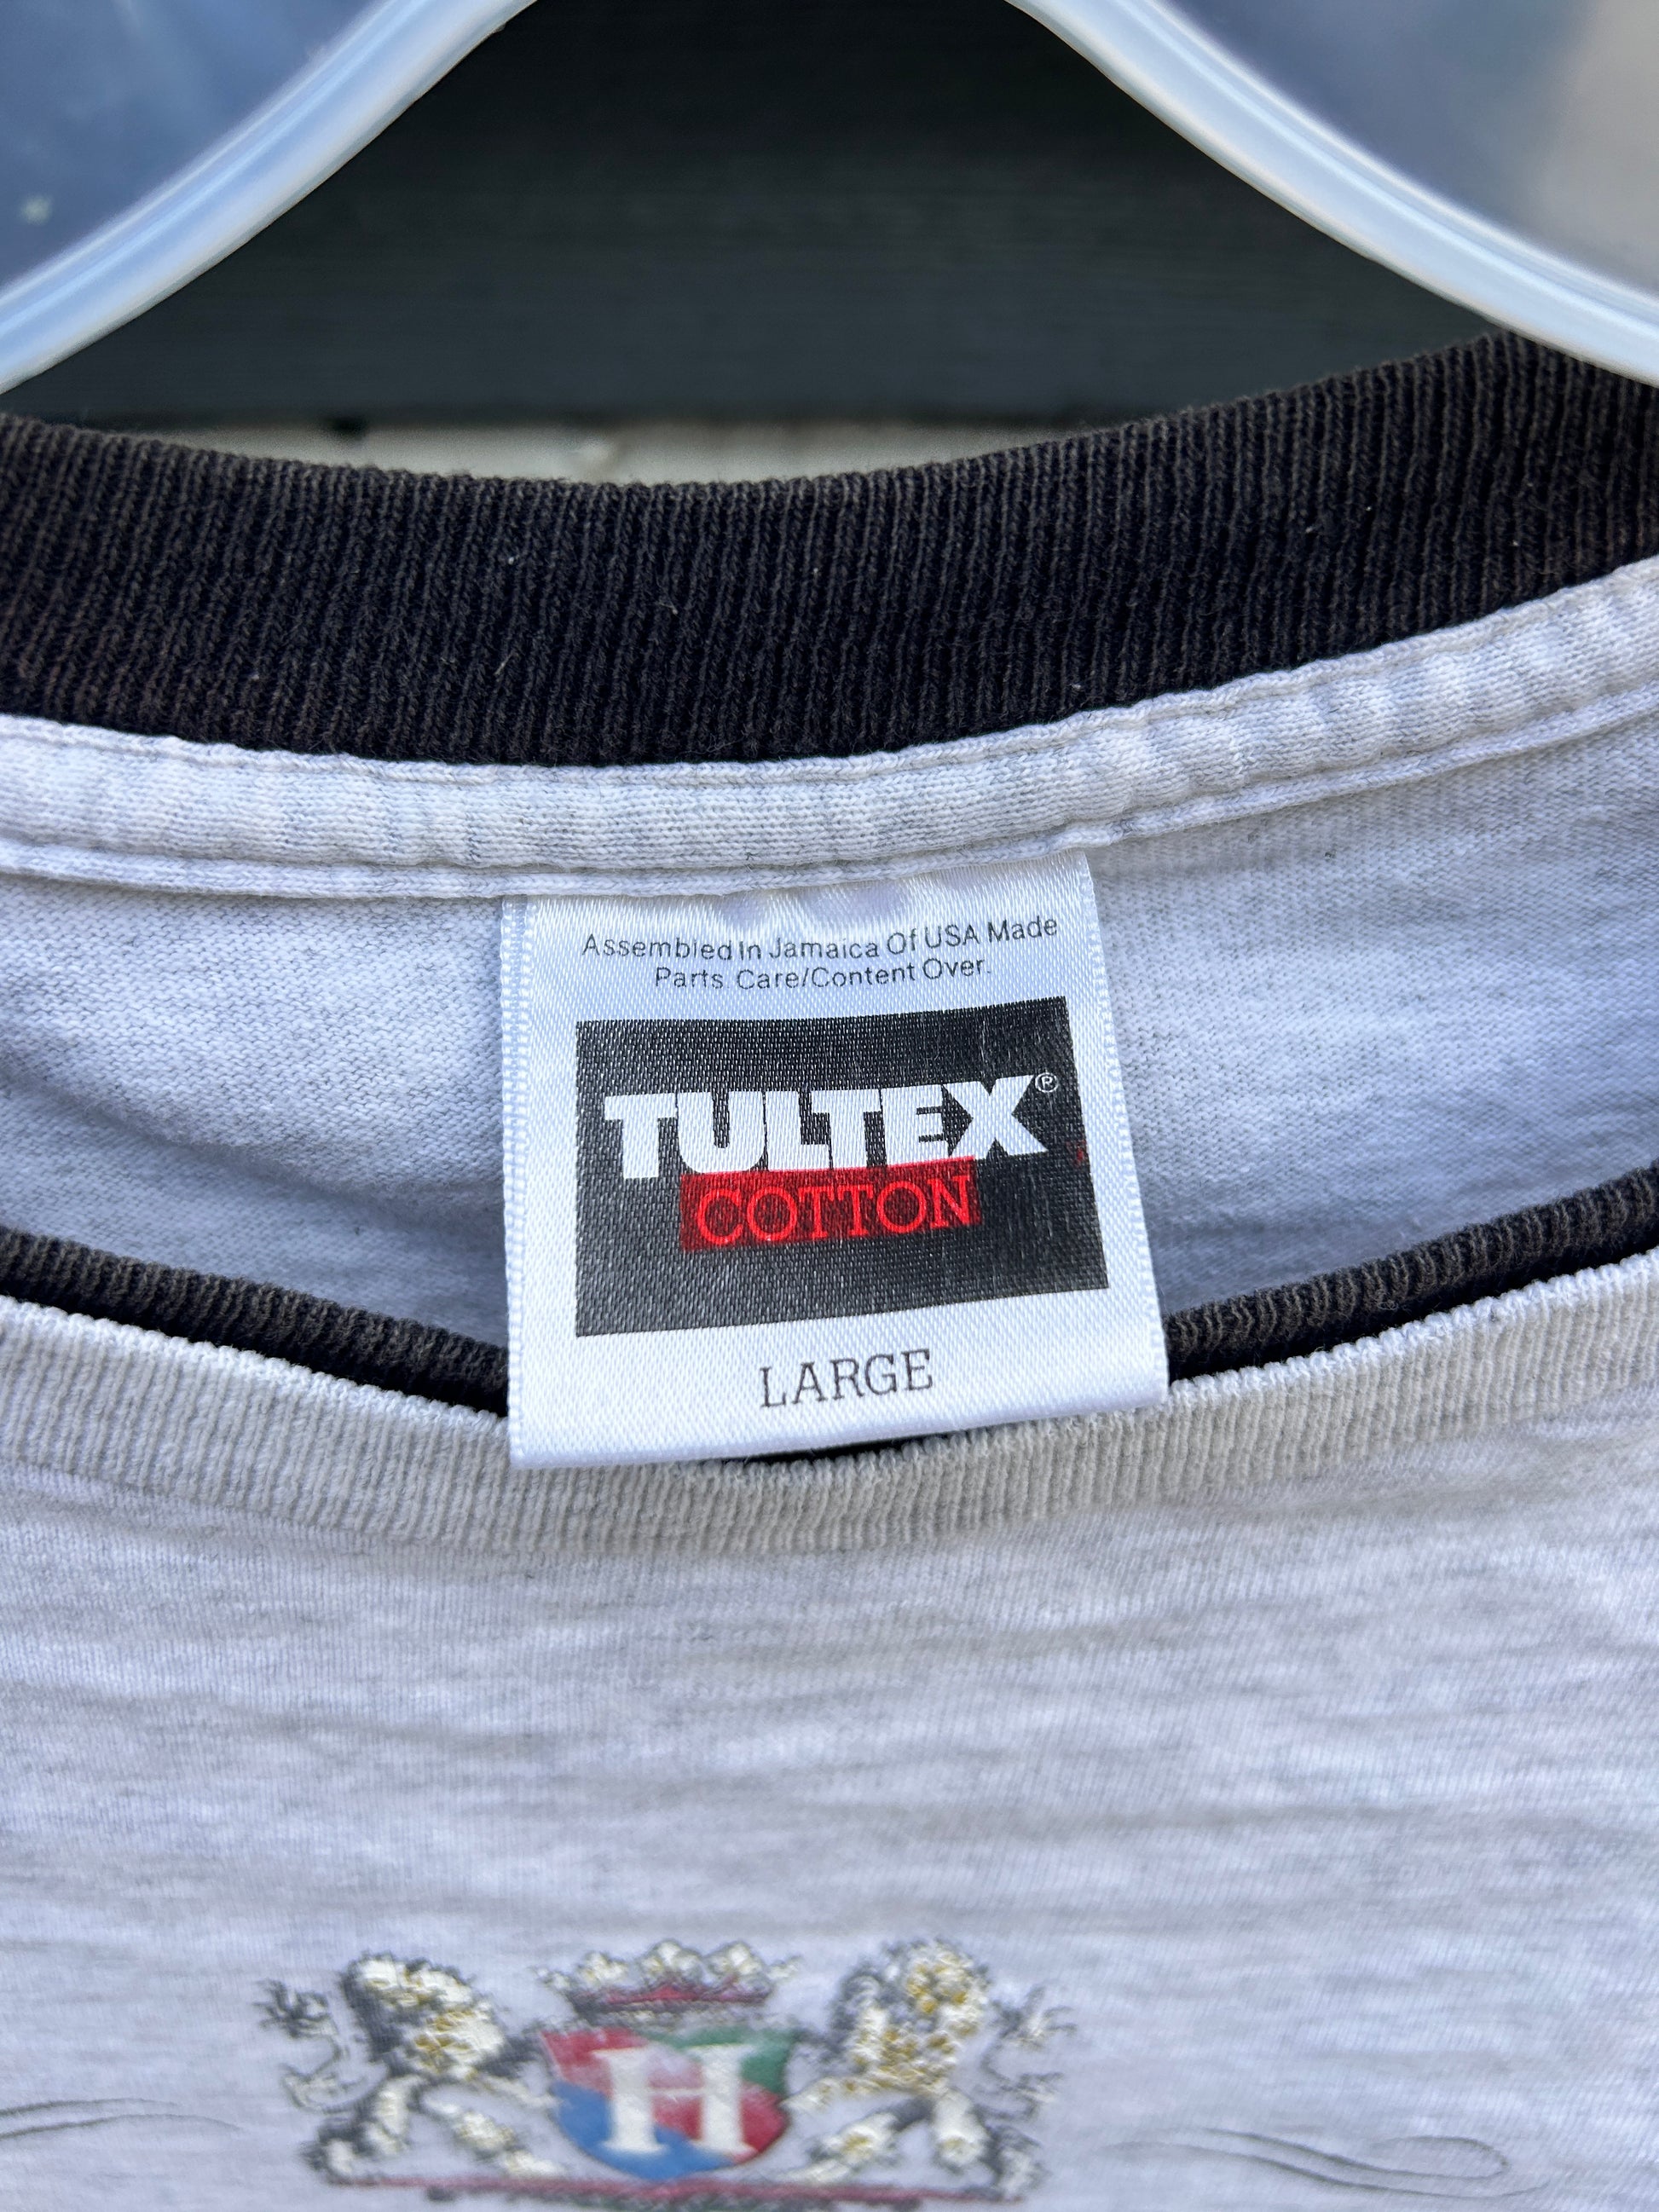 Assembled In Jamaica Of USA Made
Parts. Care/Content Over.
TULTEX®
COTTON
LARGE
H